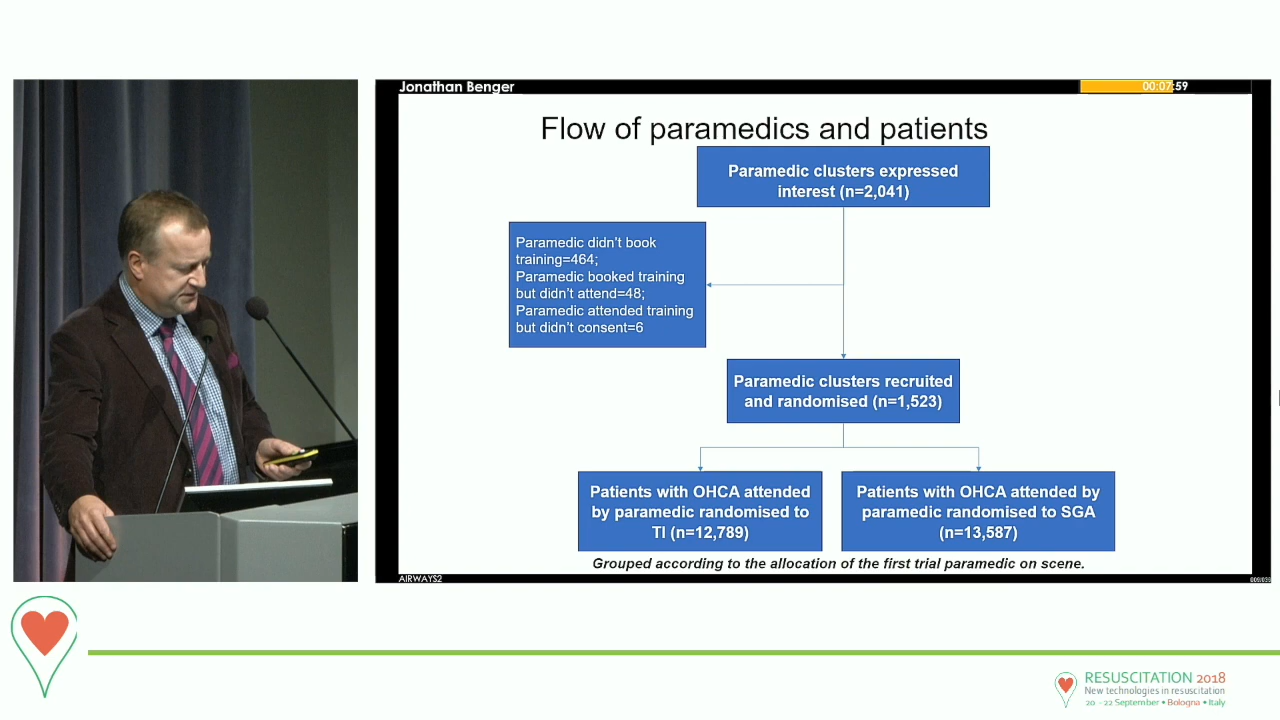 Jonathan Benger
00:07:59
Flow of paramedics and patients
Paramedic clusters expressed
interest (n=2,041)
Paramedic didn't book
training=464;
Paramedic booked training
but didn't attend=48;
Paramedic attended training
but didn't consent=6
Paramedic clusters recruited
and randomised (n=1,523)
Patients with OHCA attended
by paramedic randomised to
TI (n=12,789)
Patients with OHCA attended by
paramedic randomised to SGA
(n=13,587)
Grouped according to the allocation of the first trial paramedic on scene.
AIRWAYS2
RESUSCITATION 2018
New technologies in resuscitation
20 - 22 September • Bologna • Italy